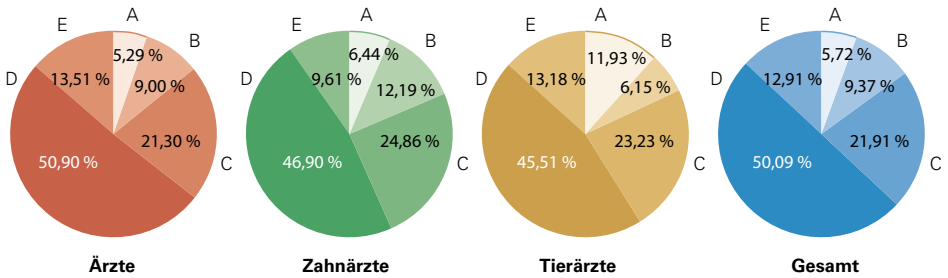 A
B
C
D
E
5,29 %
9,00 %
21,30 %
50,90 %
13,51 %
Ärzte
A
B
C
D
E
6,44 %
12,19 %
24,86 %
46,90 %
9,61 %
Zahnärzte
A
B
C
D
E
11,93 %
6,15 %
23,23 %
45,51 %
13,18 %
Tierärzte
A
B
C
D
E
5,72 %
9,37 %
21,91 %
50,09 %
12,91 %
Gesamt